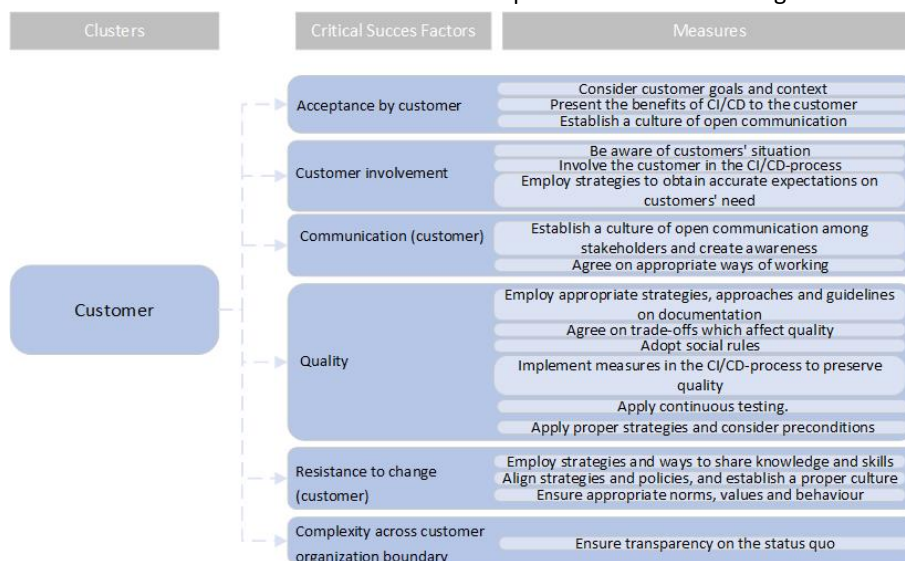 Clusters
Critical Succes Factors
Measures
Customer
Acceptance by customer
Consider customer goals and context
Present the benefits of CI/CD to the customer
Establish a culture of open communication
Customer involvement
Be aware of customers' situation
Involve the customer in the CI/CD-process
Employ strategies to obtain accurate expectations on
customers' need
Communication (customer)
Establish a culture of open communication among
stakeholders and create awareness
Agree on appropriate ways of working
Quality
Employ appropriate strategies, approaches and guidelines
on documentation
Agree on trade-offs which affect quality
Adopt social rules
Implement measures in the CI/CD-process to preserve
quality
Apply continuous testing.
Apply proper strategies and consider preconditions
Resistance to change
(customer)
Employ strategies and ways to share knowledge and skills
Align strategies and policies, and establish a proper culture
Ensure appropriate norms, values and behaviour
Complexity across customer
organization boundary
Ensure transparency on the status quo